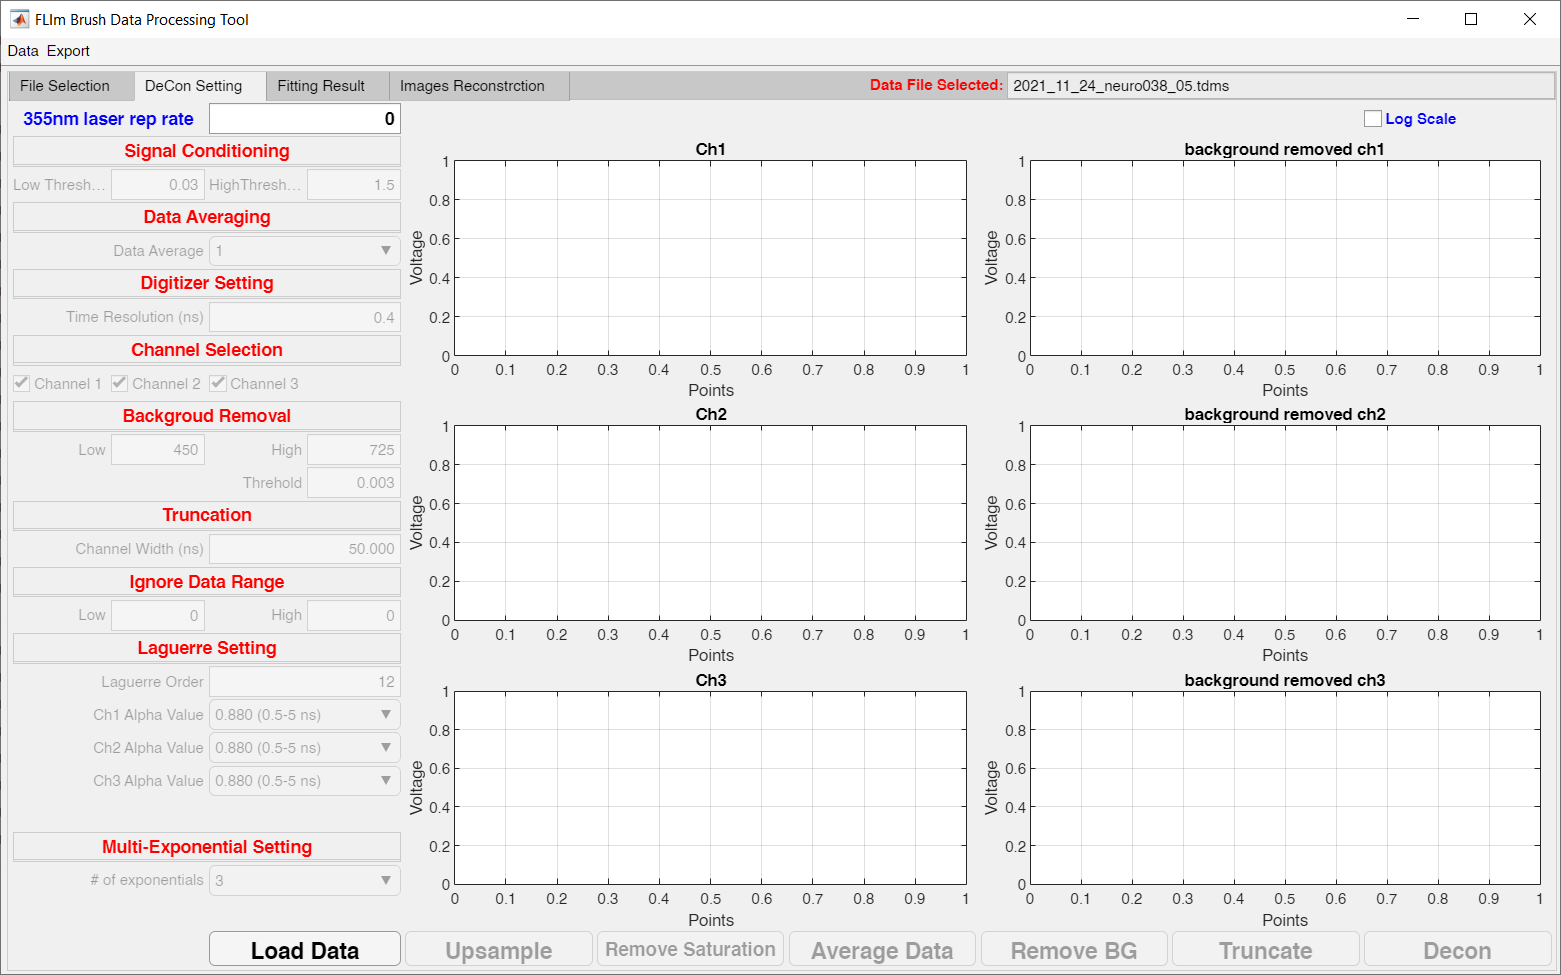 FLIm Brush Data Processing Tool
Data Export
File Selection DeCon Setting Fitting Result Images Reconstrction Data File Selected: 2021_11_24_neuro038_05.tdms
355nm laser rep rate 0
Log Scale
Signal Conditioning
Low Thresh... 0.03 HighThresh... 1.5
Data Averaging
Data Average 1
Digitizer Setting
Time Resolution (ns) 0.4
Channel Selection
Channel 1 Channel 2 Channel 3
Backgroud Removal
Low 450 High 725
Threhold 0.003
Truncation
Channel Width (ns) 50.000
Ignore Data Range
Low 0 High 0
Laguerre Setting
Laguerre Order 12
Ch1 Alpha Value 0.880 (0.5-5 ns)
Ch2 Alpha Value 0.880 (0.5-5 ns)
Ch3 Alpha Value 0.880 (0.5-5 ns)
Multi-Exponential Setting
# of exponentials 3
Ch1
Voltage
1
0.8
0.6
0.4
0.2
0
0 0.1 0.2 0.3 0.4 0.5 0.6 0.7 0.8 0.9 1
Points
background removed ch1
Voltage
1
0.8
0.6
0.4
0.2
0
0 0.1 0.2 0.3 0.4 0.5 0.6 0.7 0.8 0.9 1
Points
Ch2
Voltage
1
0.8
0.6
0.4
0.2
0
0 0.1 0.2 0.3 0.4 0.5 0.6 0.7 0.8 0.9 1
Points
background removed ch2
Voltage
1
0.8
0.6
0.4
0.2
0
0 0.1 0.2 0.3 0.4 0.5 0.6 0.7 0.8 0.9 1
Points
Ch3
Voltage
1
0.8
0.6
0.4
0.2
0
0 0.1 0.2 0.3 0.4 0.5 0.6 0.7 0.8 0.9 1
Points
background removed ch3
Voltage
1
0.8
0.6
0.4
0.2
0
0 0.1 0.2 0.3 0.4 0.5 0.6 0.7 0.8 0.9 1
Points
Load Data Upsample Remove Saturation Average Data Remove BG Truncate Decon